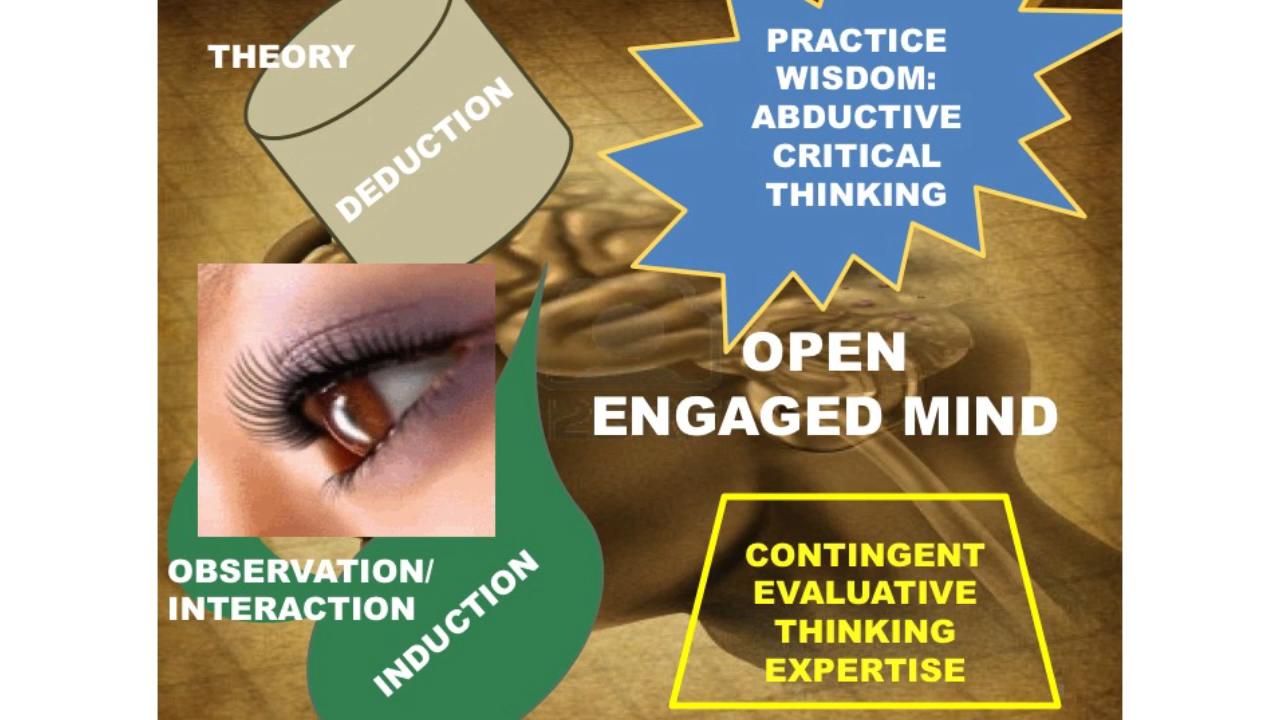 THEORY
DEDUCTION
PRACTICE
WISDOM:
ABDUCTIVE
CRITICAL
THINKING
OPEN
ENGAGED MIND
OBSERVATION/
INTERACTION
INDUCTION
CONTINGENT
EVALUATIVE
THINKING
EXPERTISE